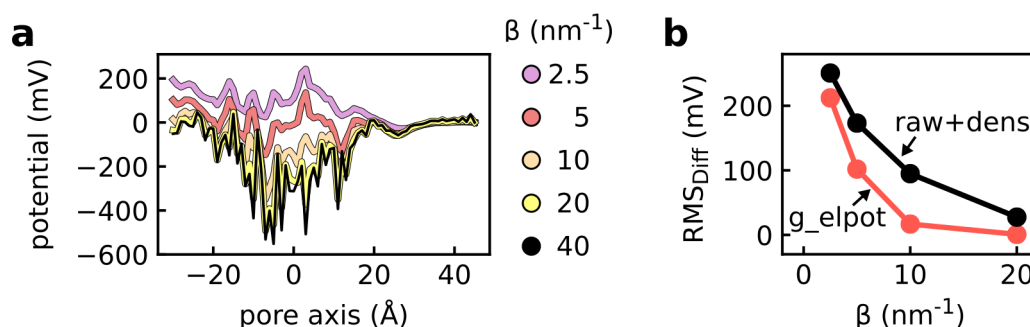 a
potential (mV)
200
0
−200
−400
−600
−20
0
20
40
pore axis (Å)
β (nm⁻¹)
2.5
5
10
20
40
b
RMS_Diff (mV)
200
100
0
raw+dens
g_elpot
0
10
20
β (nm⁻¹)